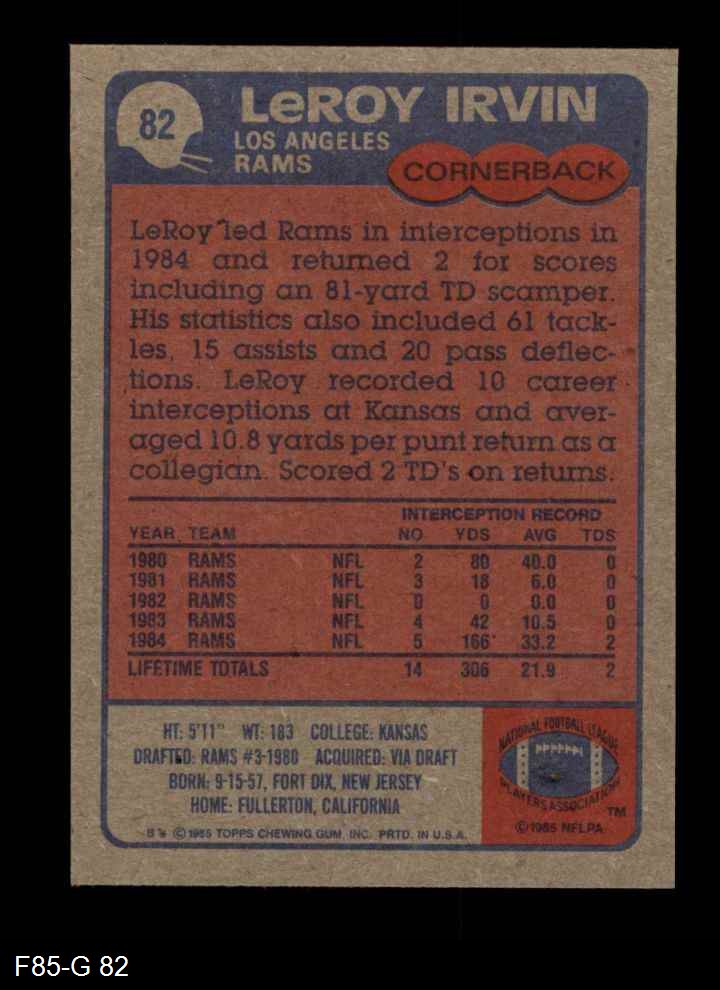 82
LeROY IRVIN
LOS ANGELES
RAMS
CORNERBACK
LeRoy led Rams in interceptions in
1984 and returned 2 for scores
including an 81-yard TD scamper.
His statistics also included 61 tack-
les, 15 assists and 20 pass deflec-
tions. LeRoy recorded 10 career
interceptions at Kansas and aver-
aged 10.8 yards per punt return as a
collegian. Scored 2 TD's on returns.
INTERCEPTION RECORD
YEAR TEAM NO YDS AVG TDS
1980 RAMS NFL 2 80 40.0 0
1981 RAMS NFL 3 18 6.0 0
1982 RAMS NFL 0 0 0.0 0
1983 RAMS NFL 4 42 10.5 0
1984 RAMS NFL 5 166 33.2 2
LIFETIME TOTALS 14 306 21.9 2
HT: 5'11" WT: 183 COLLEGE: KANSAS
DRAFTED: RAMS #3-1980 ACQUIRED: VIA DRAFT
BORN: 9-15-57, FORT DIX, NEW JERSEY
HOME: FULLERTON, CALIFORNIA
© 1985 TOPPS CHEWING GUM, INC. PRTD. IN U.S.A.
NATIONAL FOOTBALL LEAGUE
PLAYERS ASSOCIATION
TM
© 1985 NFLPA
F85-G 82